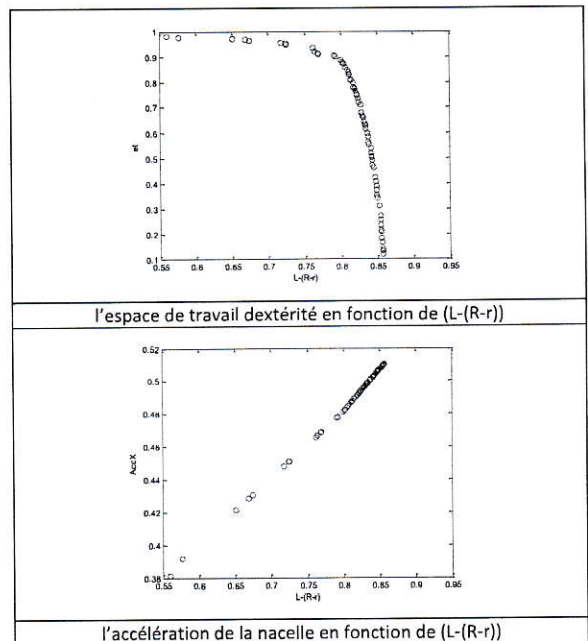 1
0.9
0.8
0.7
0.6
et
0.5
0.4
0.3
0.2
0.1
0.55 0.6 0.65 0.7 0.75 0.8 0.85 0.9 0.95
L-(R-r)
l'espace de travail dextérité en fonction de (L-(R-r))
0.52
0.5
0.48
0.46
AccX
0.44
0.42
0.4
0.38
0.55 0.6 0.65 0.7 0.75 0.8 0.85 0.9 0.95
L-(R-r)
l'accélération de la nacelle en fonction de (L-(R-r))